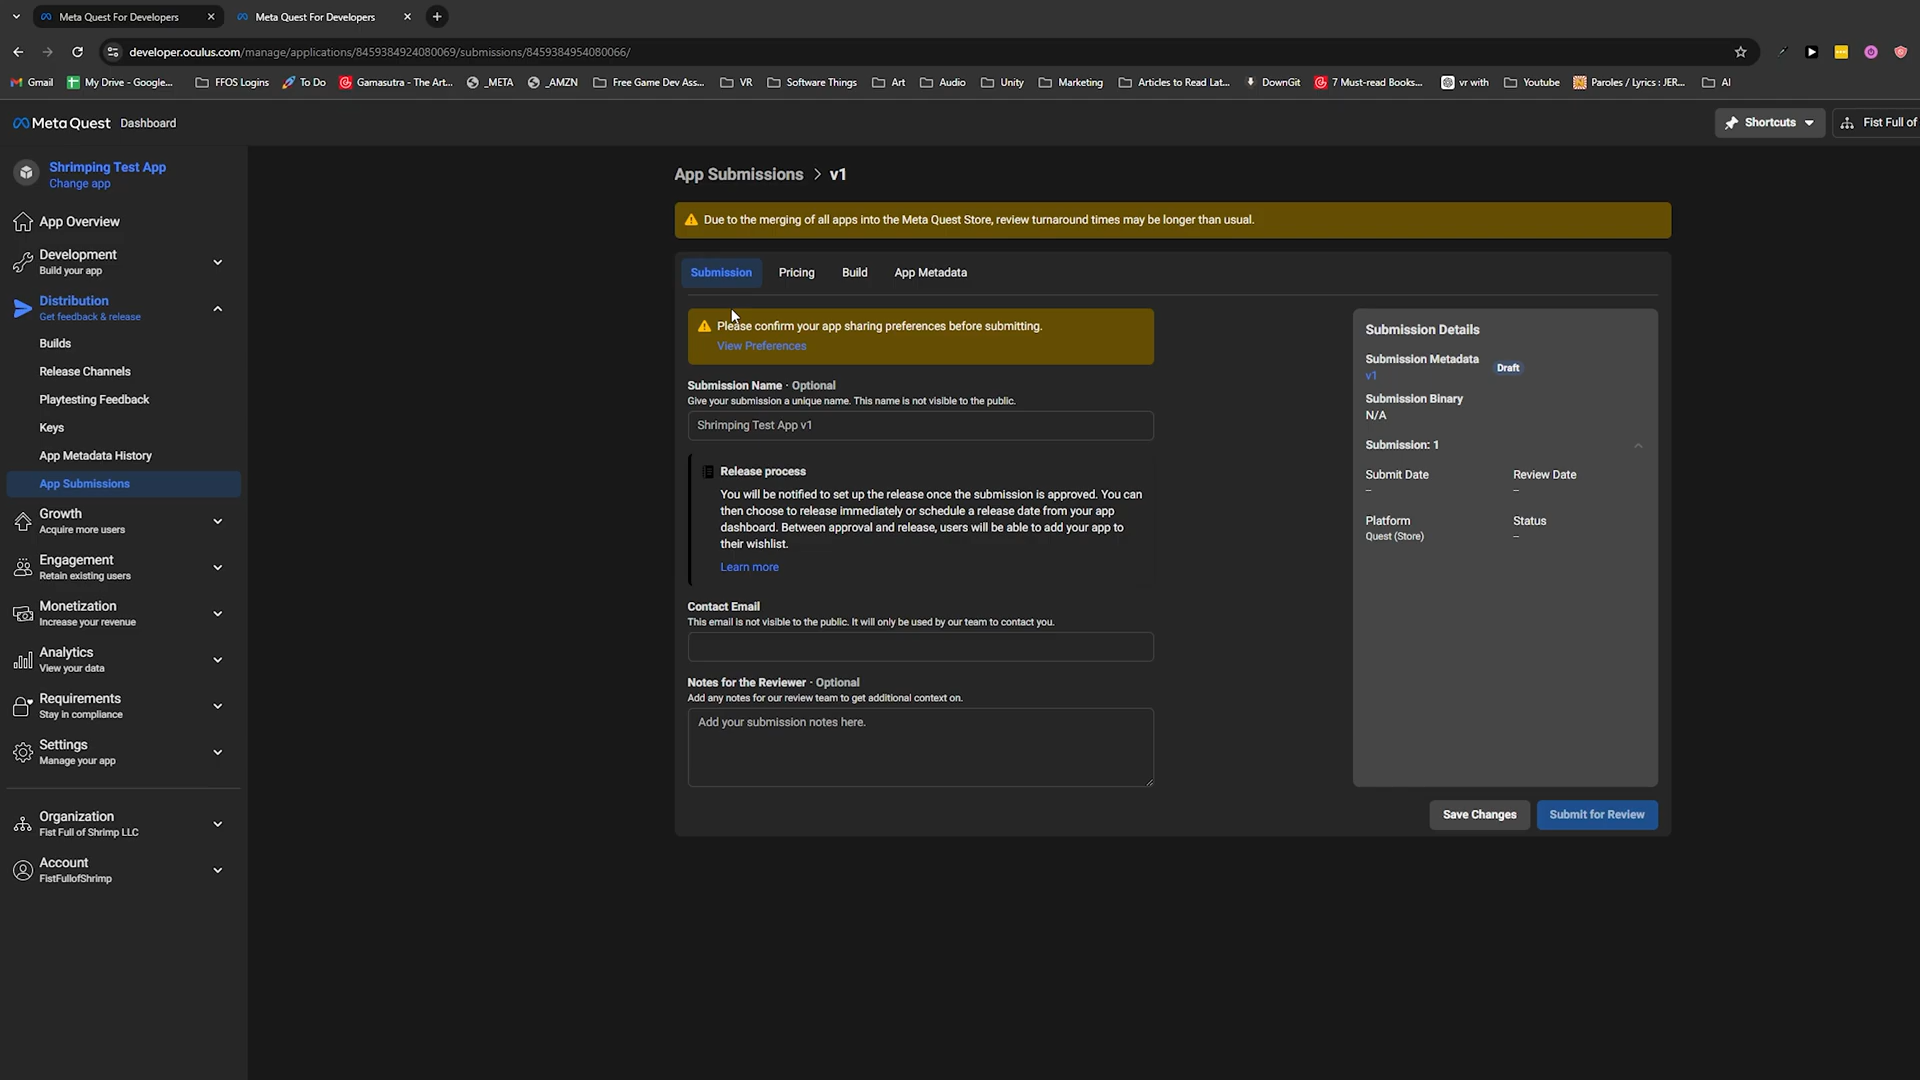 Meta Quest For Developers
Meta Quest For Developers
developer.oculus.com/manage/applications/8459384924080069/submissions/8459384954080066/
Gmail
My Drive - Google...
FFOS Logins
To Do
Gamasutra - The Art...
_META
_AMZN
Free Game Dev Ass...
VR
Software Things
Art
Audio
Unity
Marketing
Articles to Read Lat...
DownGit
7 Must-read Books...
vr with
Youtube
Paroles / Lyrics : JER...
AI
Meta Quest Dashboard
Shortcuts
Fist Full of
Shrimping Test App
Change app
App Overview
Development
Build your app
Distribution
Get feedback & release
Builds
Release Channels
Playtesting Feedback
Keys
App Metadata History
App Submissions
Growth
Acquire more users
Engagement
Retain existing users
Monetization
Increase your revenue
Analytics
View your data
Requirements
Stay in compliance
Settings
Manage your app
Organization
Fist Full of Shrimp LLC
Account
FistFullofShrimp
App Submissions > v1
Due to the merging of all apps into the Meta Quest Store, review turnaround times may be longer than usual.
Submission
Pricing
Build
App Metadata
Please confirm your app sharing preferences before submitting.
View Preferences
Submission Name · Optional
Give your submission a unique name. This name is not visible to the public.
Shrimping Test App v1
Release process
You will be notified to set up the release once the submission is approved. You can
then choose to release immediately or schedule a release date from your app
dashboard. Between approval and release, users will be able to add your app to
their wishlist.
Learn more
Contact Email
This email is not visible to the public. It will only be used by our team to contact you.
Notes for the Reviewer · Optional
Add any notes for our review team to get additional context on.
Add your submission notes here.
Submission Details
Submission Metadata
v1
Draft
Submission Binary
N/A
Submission: 1
Submit Date
Review Date
–
–
Platform
Status
Quest (Store)
–
Save Changes
Submit for Review